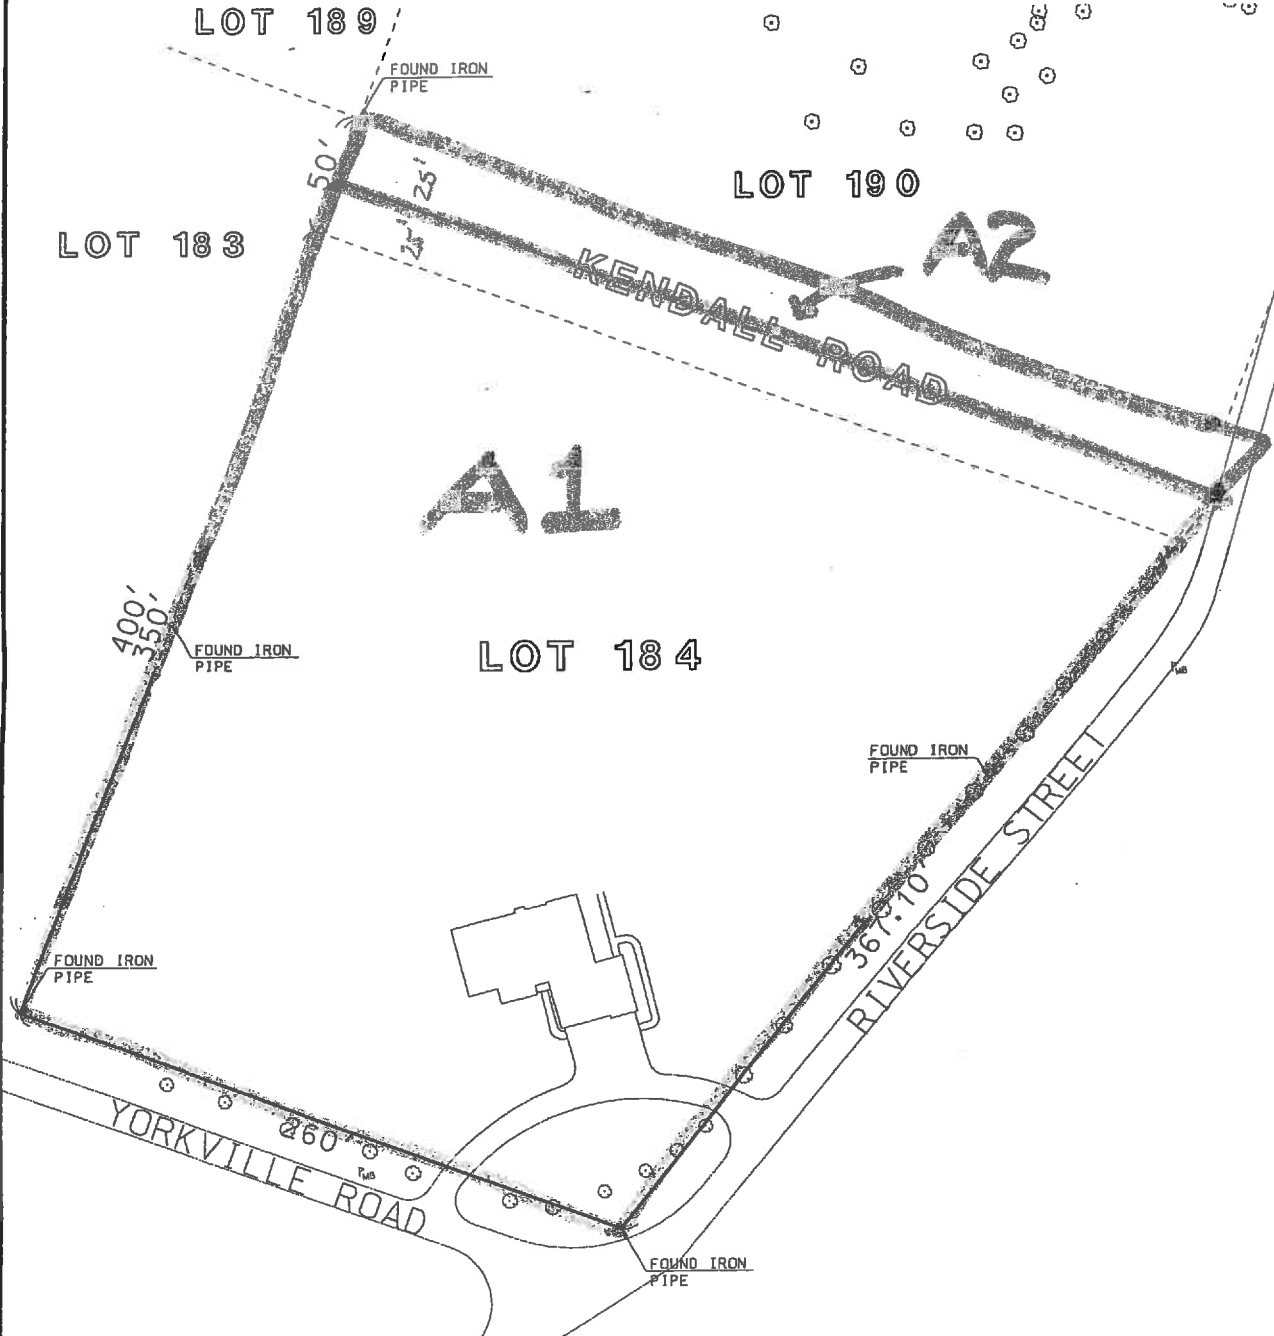 LOT 189
FOUND IRON
PIPE
50'
25'
LOT 190
A2
LOT 183
KENDALL ROAD
A1
400'
350'
FOUND IRON
PIPE
LOT 184
FOUND IRON
PIPE
367.10'
RIVERSIDE STREET
FOUND IRON
PIPE
260'
YORKVILLE ROAD
FOUND IRON
PIPE